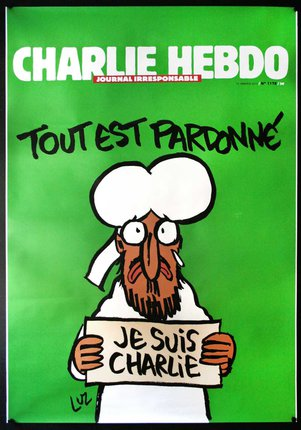 CHARLIE HEBDO
JOURNAL IRRESPONSABLE
TOUT EST PARDONNÉ
JE SUIS
CHARLIE
LUZ